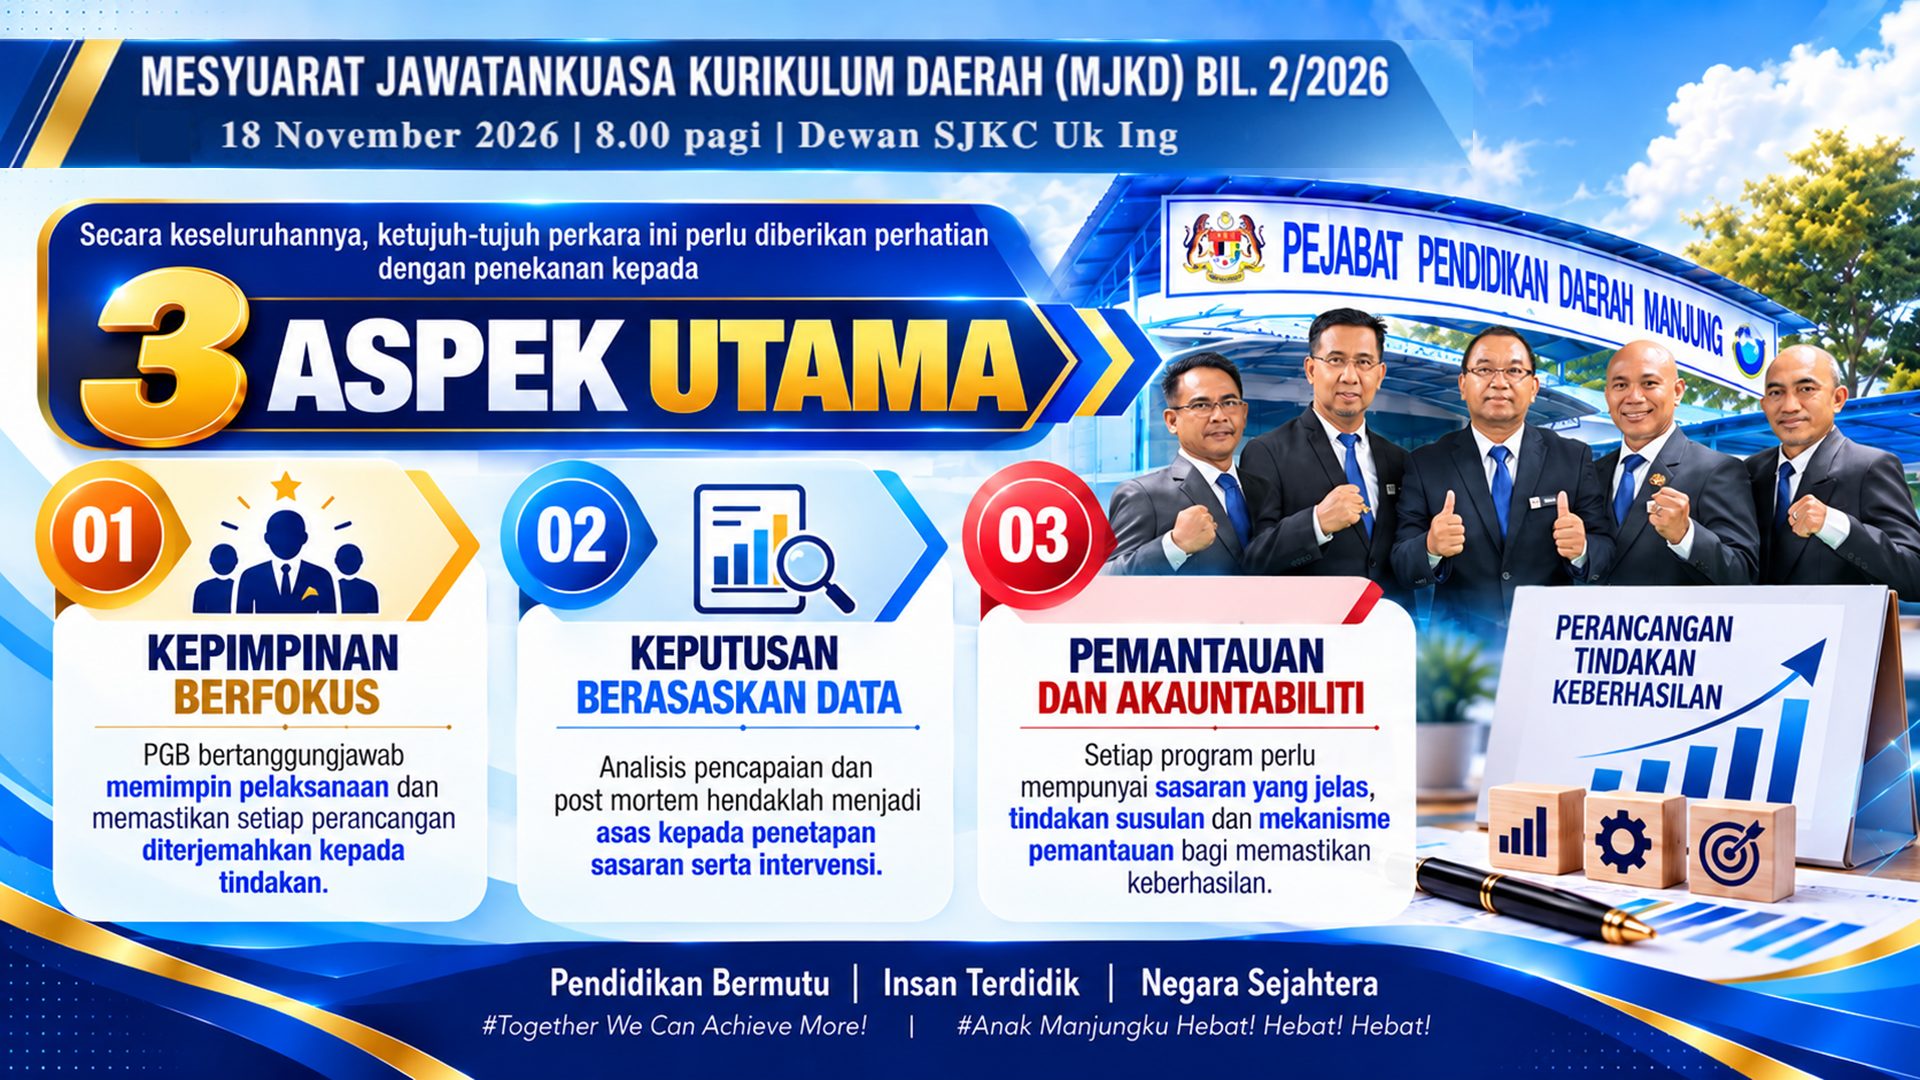 MESYUARAT JAWATANKUASA KURIKULUM DAERAH (MJKD) BIL. 2/2026
18 November 2026 | 8.00 pagi | Dewan SJKC Uk Ing
Secara keseluruhannya, ketujuh-tujuh perkara ini perlu diberikan perhatian
dengan penekanan kepada
3 ASPEK UTAMA
PEJABAT PENDIDIKAN DAERAH MANJUNG
01
KEPIMPINAN
BERFOKUS
PGB bertanggungjawab
memimpin pelaksanaan dan
memastikan setiap perancangan
diterjemahkan kepada
tindakan.
02
KEPUTUSAN
BERASASKAN DATA
Analisis pencapaian dan
post mortem hendaklah menjadi
asas kepada penetapan
sasaran serta intervensi.
03
PEMANTAUAN
DAN AKAUNTABILITI
Setiap program perlu
mempunyai sasaran yang jelas,
tindakan susulan dan mekanisme
pemantauan bagi memastikan
keberhasilan.
PERANCANGAN
TINDAKAN
KEBERHASILAN
Pendidikan Bermutu | Insan Terdidik | Negara Sejahtera
#Together We Can Achieve More! | #Anak Manjungku Hebat! Hebat! Hebat!